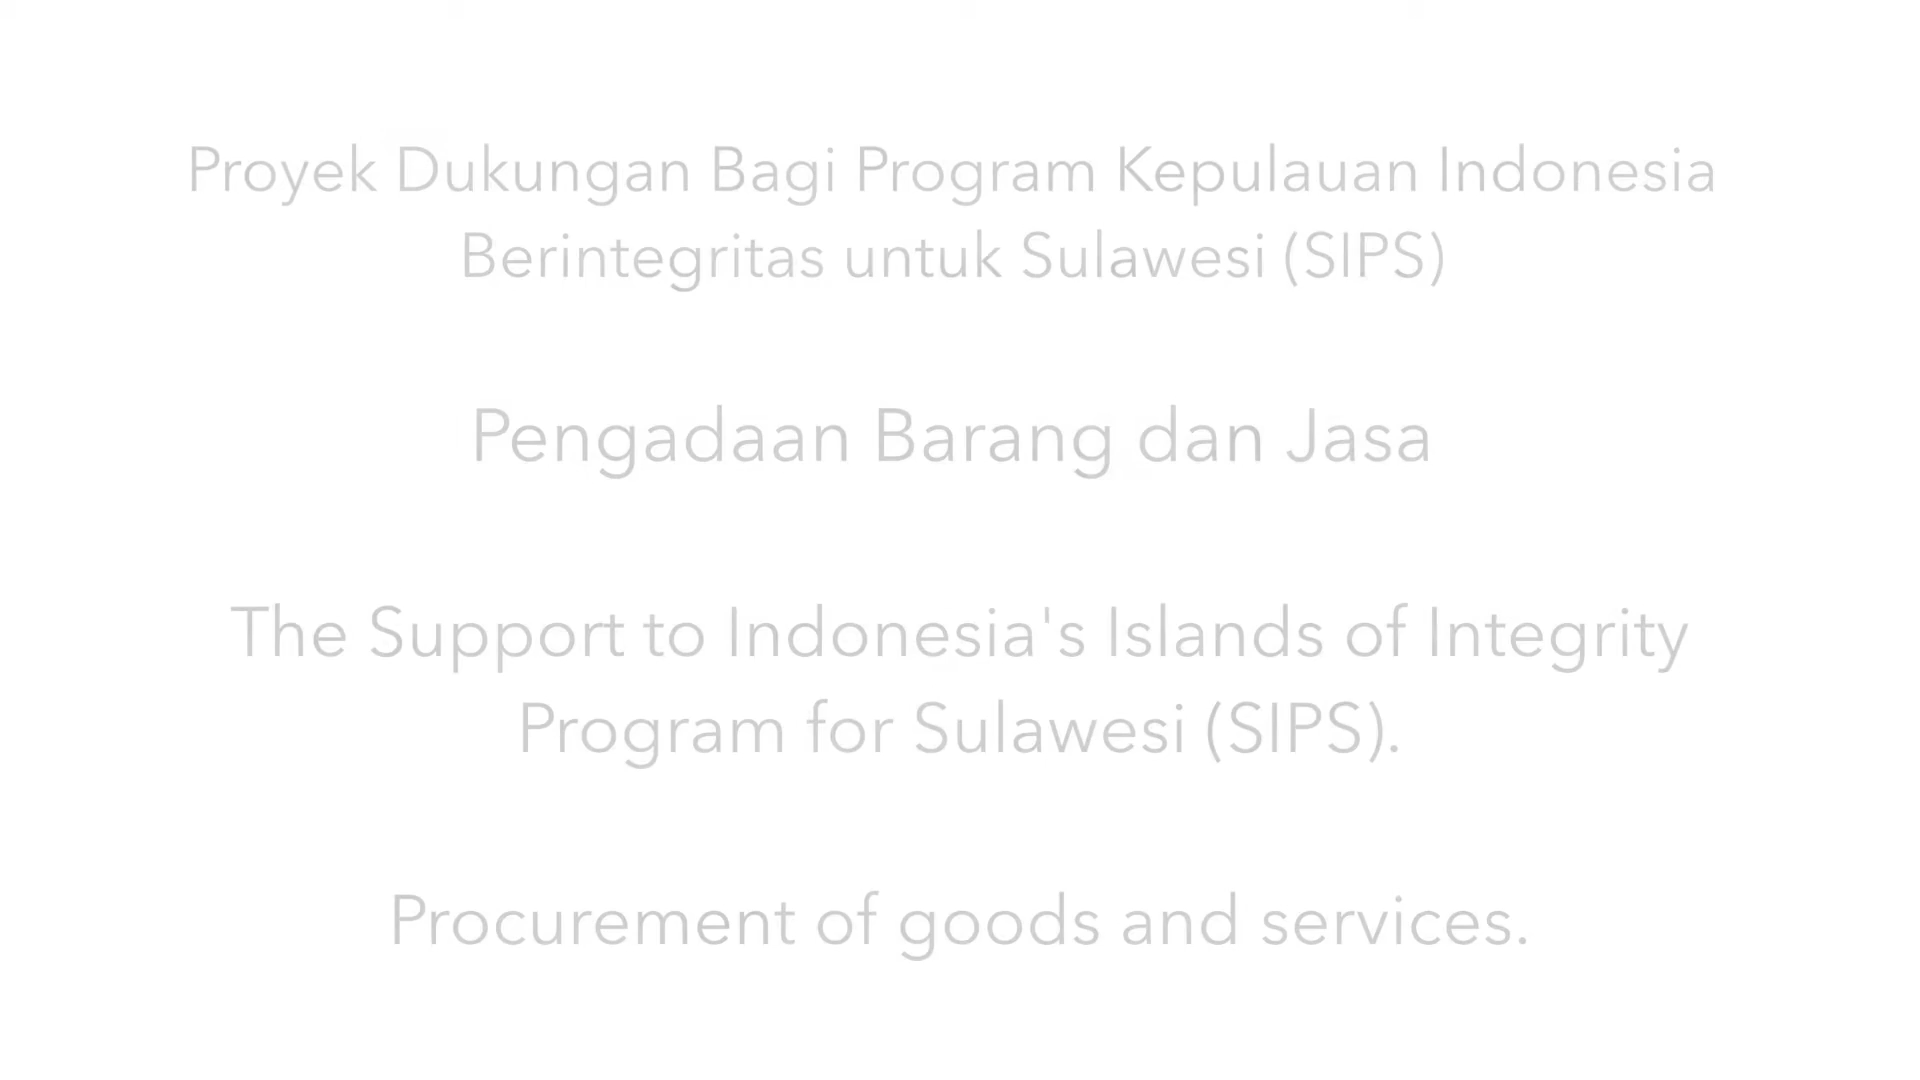 Proyek Dukungan Bagi Program Kepulauan Indonesia
Berintegritas untuk Sulawesi (SIPS)
Pengadaan Barang dan Jasa
The Support to Indonesia's Islands of Integrity
Program for Sulawesi (SIPS).
Procurement of goods and services.